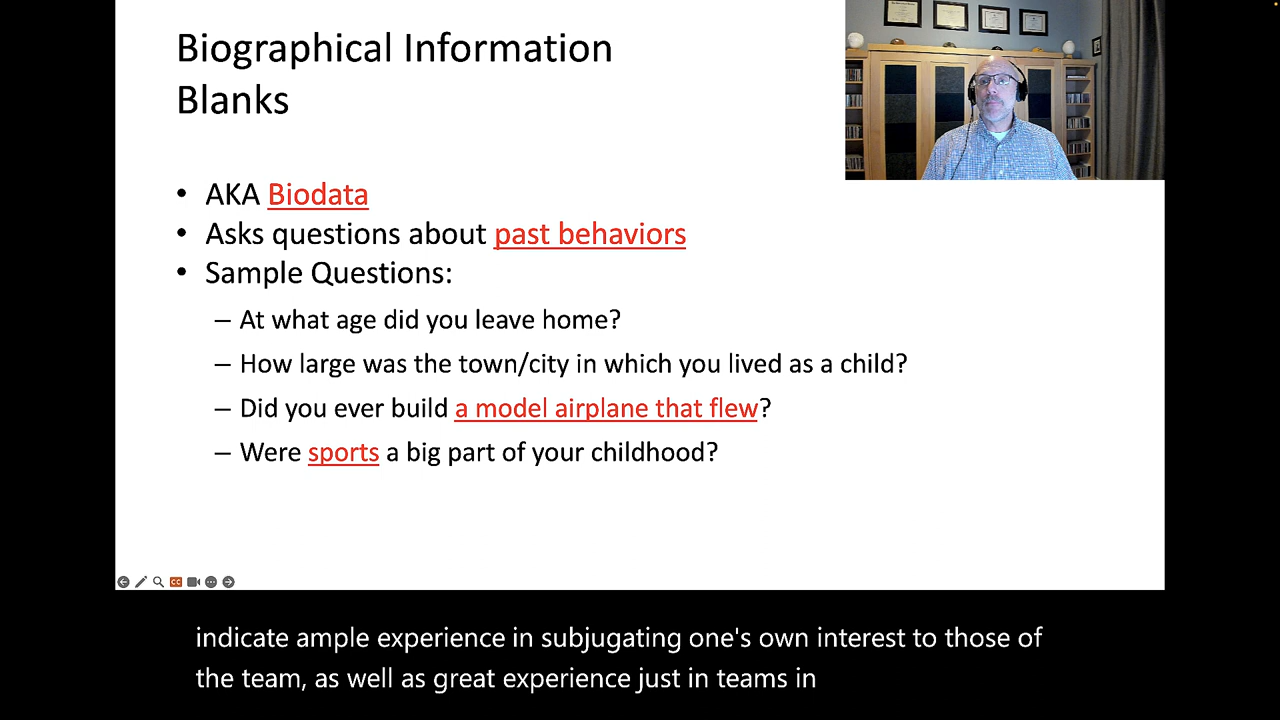 Biographical Information
Blanks
• AKA Biodata
• Asks questions about past behaviors
• Sample Questions:
– At what age did you leave home?
– How large was the town/city in which you lived as a child?
– Did you ever build a model airplane that flew?
– Were sports a big part of your childhood?
CC
indicate ample experience in subjugating one's own interest to those of
the team, as well as great experience just in teams in